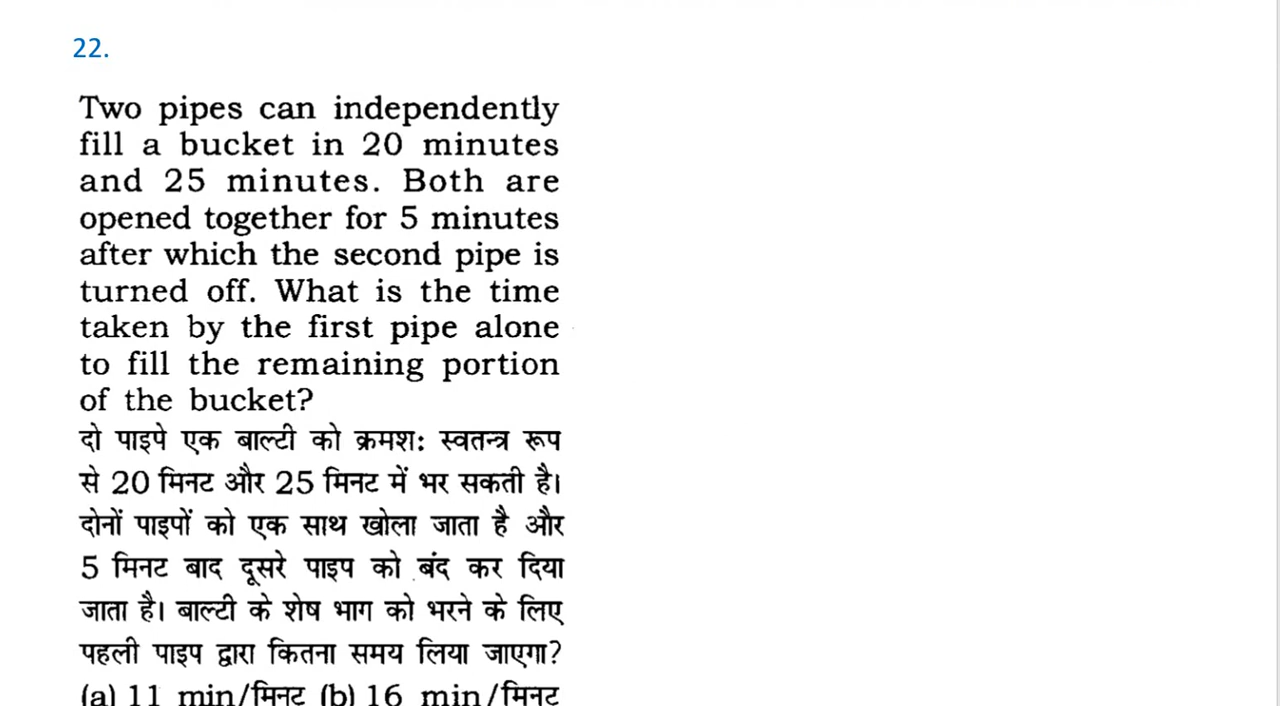 22.
Two pipes can independently
fill a bucket in 20 minutes
and 25 minutes. Both are
opened together for 5 minutes
after which the second pipe is
turned off. What is the time
taken by the first pipe alone
to fill the remaining portion
of the bucket?
दो पाइपे एक बाल्टी को क्रमश: स्वतन्त्र रूप
से 20 मिनट और 25 मिनट में भर सकती है।
दोनों पाइपों को एक साथ खोला जाता है और
5 मिनट बाद दूसरे पाइप को बंद कर दिया
जाता है। बाल्टी के शेष भाग को भरने के लिए
पहली पाइप द्वारा कितना समय लिया जाएगा?
(a) 11 min/मिनट (b) 16 min/मिनट